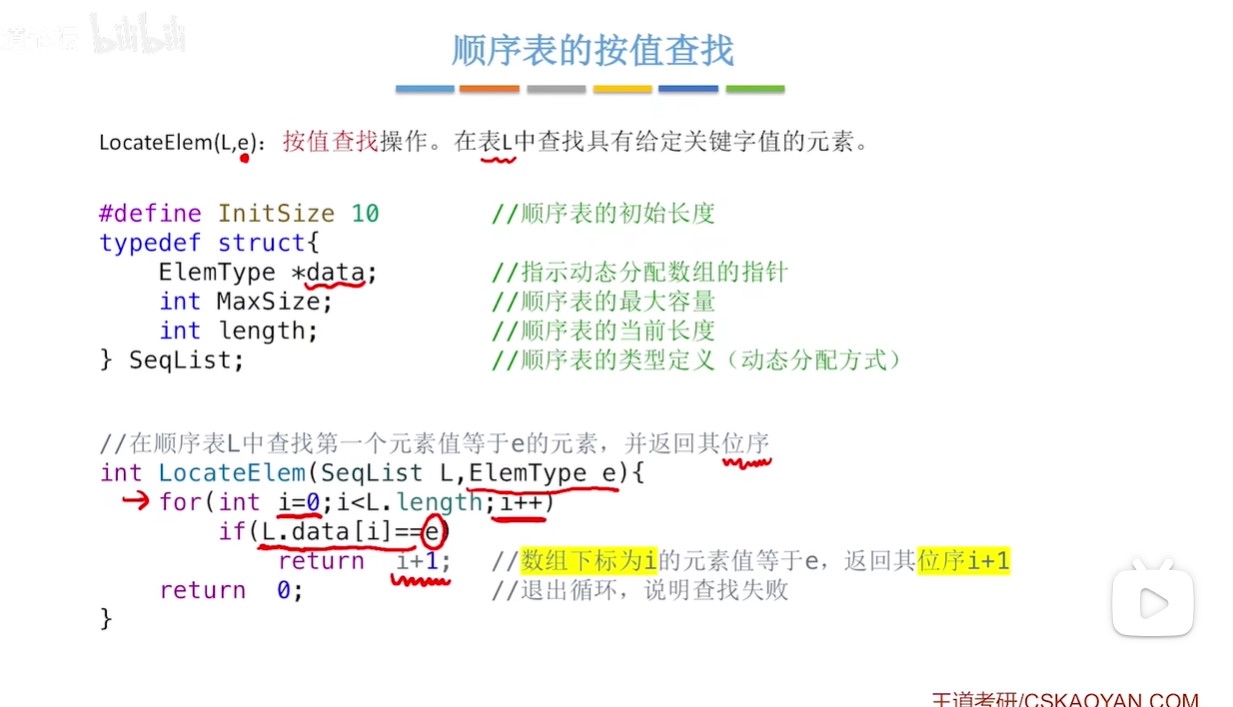 bilibili
顺序表的按值查找
LocateElem(L,e)：按值查找操作。在表L中查找具有给定关键字值的元素。
#define InitSize 10 //顺序表的初始长度
typedef struct{
ElemType *data; //指示动态分配数组的指针
int MaxSize; //顺序表的最大容量
int length; //顺序表的当前长度
} SeqList; //顺序表的类型定义（动态分配方式）
//在顺序表L中查找第一个元素值等于e的元素，并返回其位序
int LocateElem(SeqList L,ElemType e){
for(int i=0;i<L.length;i++)
if(L.data[i]==e)
return i+1; //数组下标为i的元素值等于e，返回其位序i+1
return 0; //退出循环，说明查找失败
}
王道考研/CSKAOYAN.COM